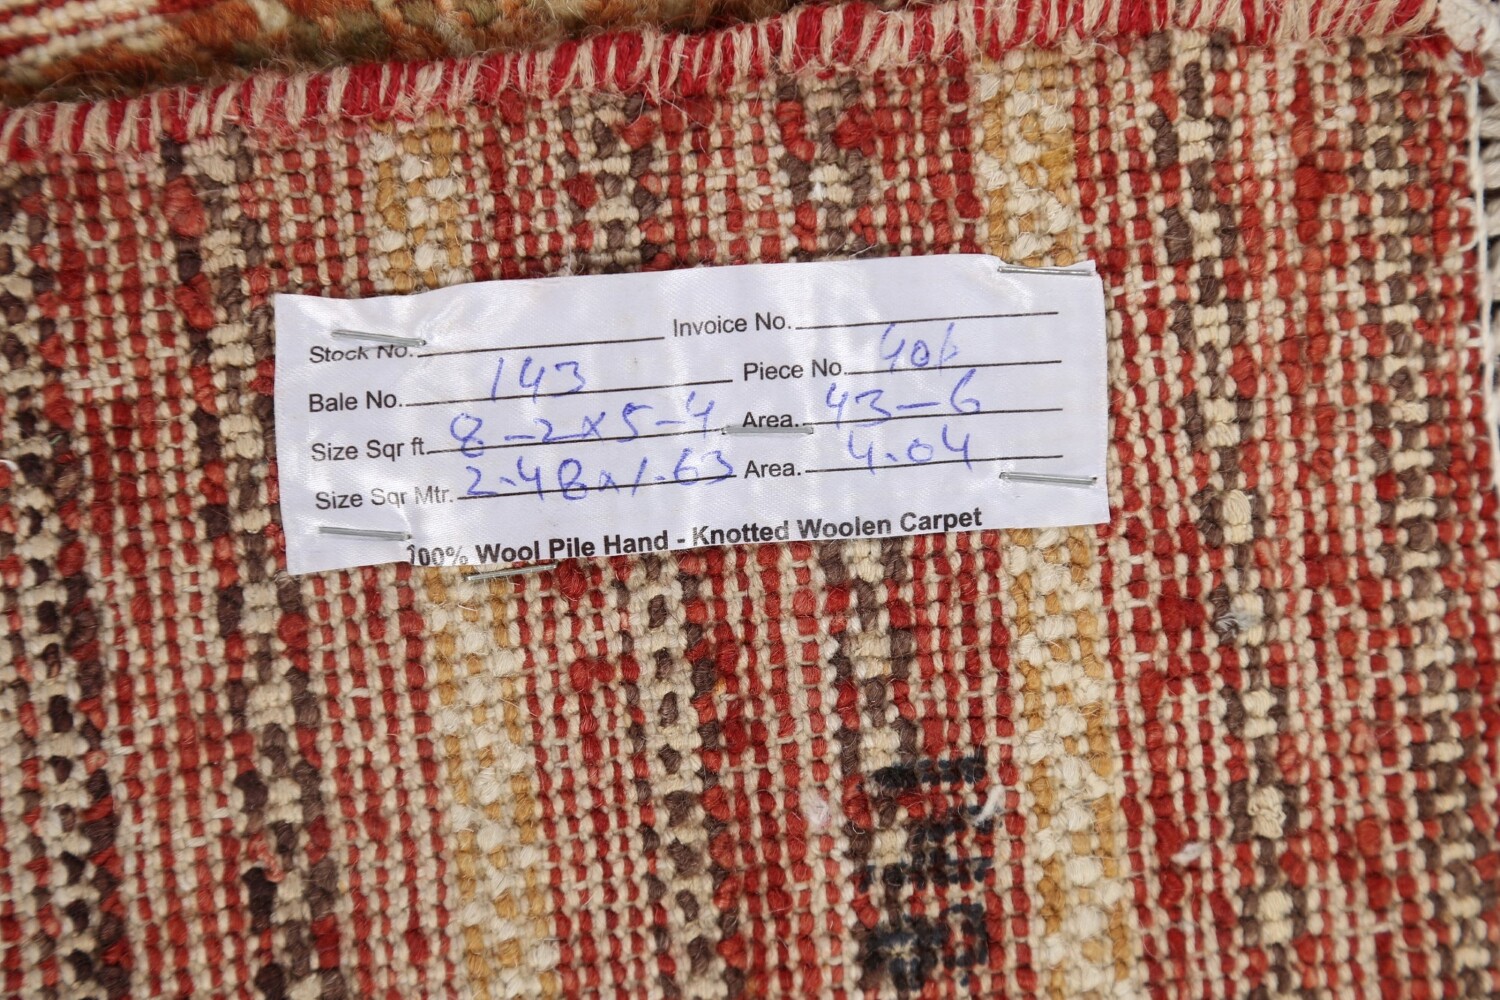 Stock No. Invoice No.
Bale No. 143 Piece No. 406
Size Sqr ft. 8-2x5-4 Area. 43-6
Size Sqr Mtr. 2.48x1.63 Area. 4.04
100% Wool Pile Hand - Knotted Woolen Carpet